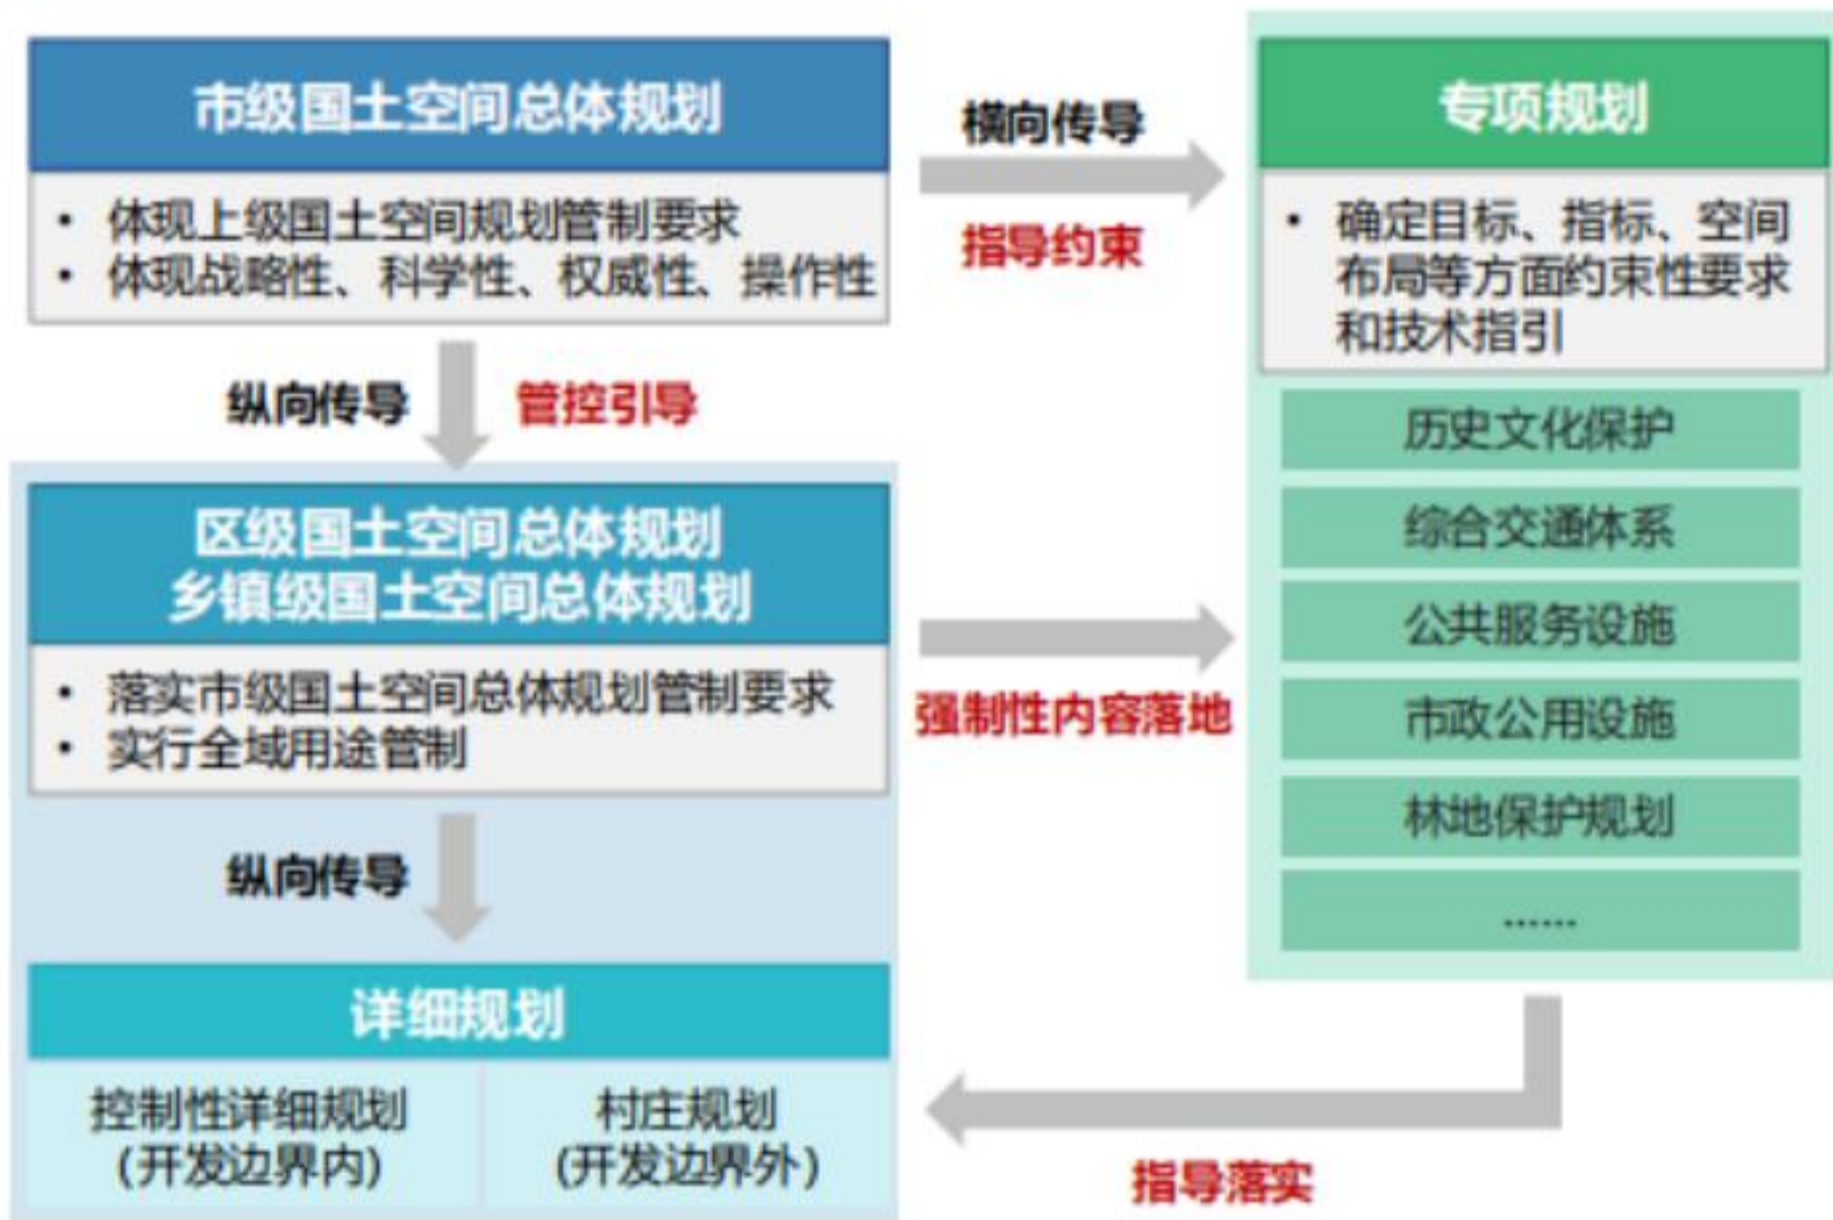 市级国土空间总体规划
• 体现上级国土空间规划管制要求
• 体现战略性、科学性、权威性、操作性
横向传导
指导约束
专项规划
• 确定目标、指标、空间
布局等方面约束性要求
和技术指引
历史文化保护
综合交通体系
公共服务设施
市政公用设施
林地保护规划
……
纵向传导
管控引导
区级国土空间总体规划
乡镇级国土空间总体规划
• 落实市级国土空间总体规划管制要求
• 实行全域用途管制
强制性内容落地
纵向传导
详细规划
控制性详细规划
(开发边界内)
村庄规划
(开发边界外)
指导落实